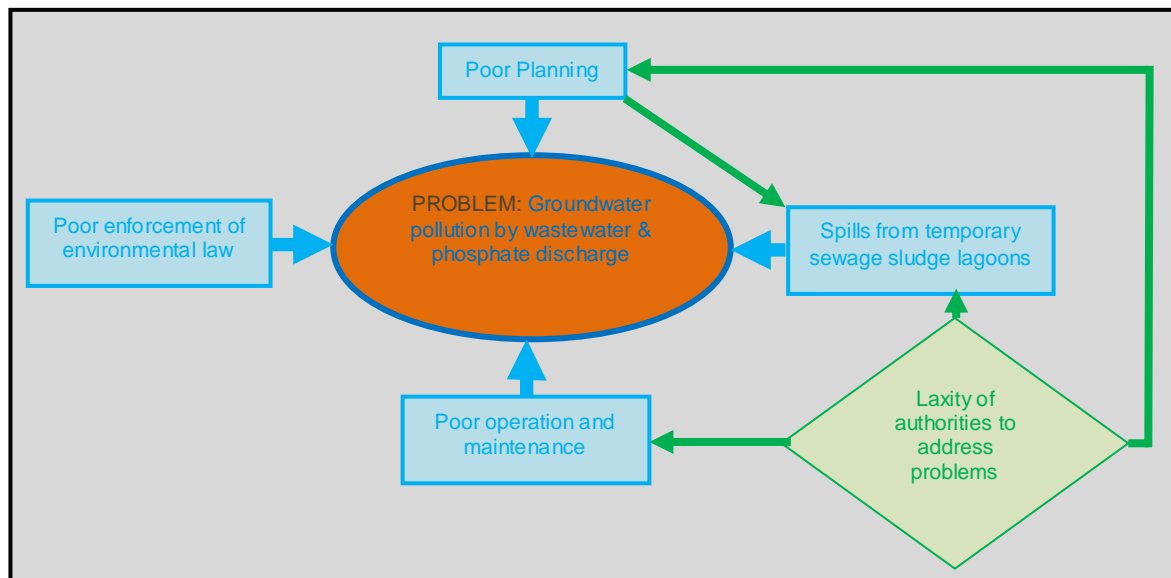 Poor Planning
PROBLEM: Groundwater
pollution by wastewater &
phosphate discharge
Poor enforcement of
environmental law
Spills from temporary
sewage sludge lagoons
Poor operation and
maintenance
Laxity of
authorities to
address
problems